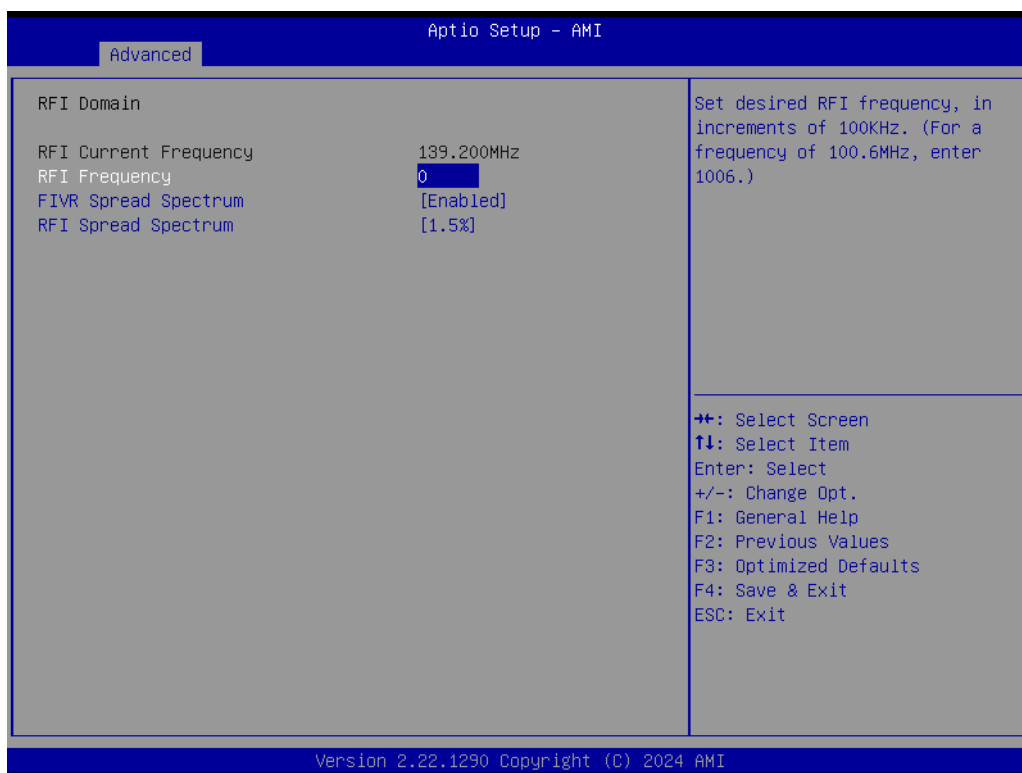 Aptio Setup – AMI
Advanced
RFI Domain
RFI Current Frequency 139.200MHz
RFI Frequency 0
FIVR Spread Spectrum [Enabled]
RFI Spread Spectrum [1.5%]
Set desired RFI frequency, in
increments of 100KHz. (For a
frequency of 100.6MHz, enter
1006.)
→←: Select Screen
↑↓: Select Item
Enter: Select
+/-: Change Opt.
F1: General Help
F2: Previous Values
F3: Optimized Defaults
F4: Save & Exit
ESC: Exit
Version 2.22.1290 Copyright (C) 2024 AMI